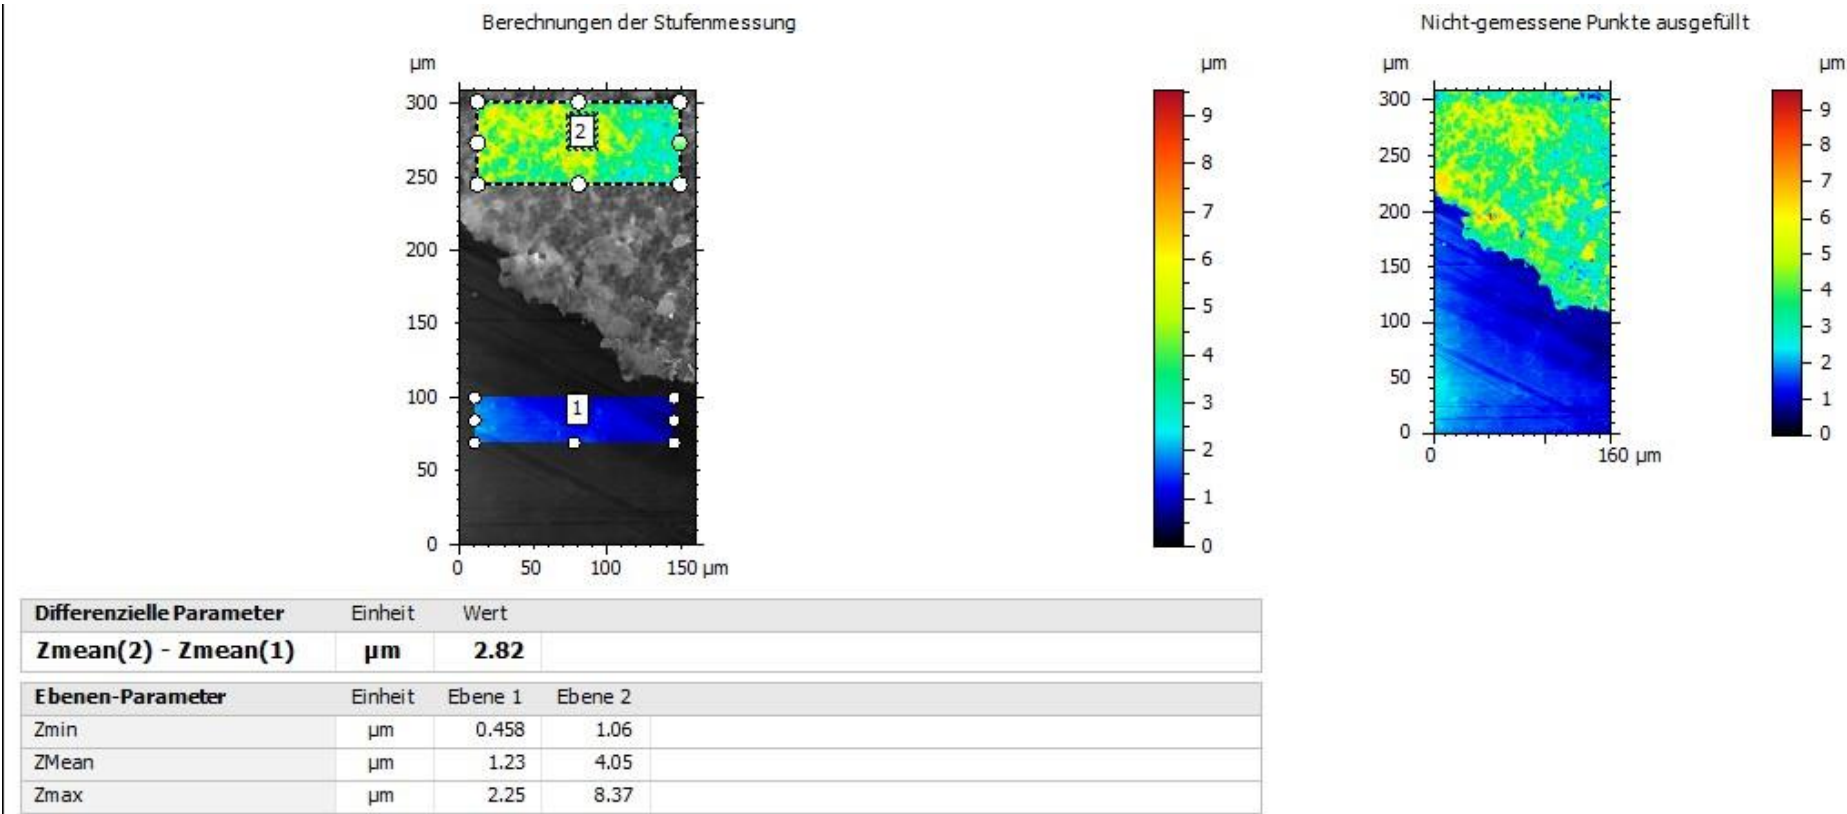 Berechnungen der Stufenmessung
Nicht-gemessene Punkte ausgefüllt
µm
300
250
200
150
100
50
0
0 50 100 150 µm
2
1
µm
9
8
7
6
5
4
3
2
1
0
µm
300
250
200
150
100
50
0
0 160 µm
µm
9
8
7
6
5
4
3
2
1
0
Differenzielle Parameter Einheit Wert
Zmean(2) - Zmean(1) µm 2.82
Ebenen-Parameter Einheit Ebene 1 Ebene 2
Zmin µm 0.458 1.06
ZMean µm 1.23 4.05
Zmax µm 2.25 8.37